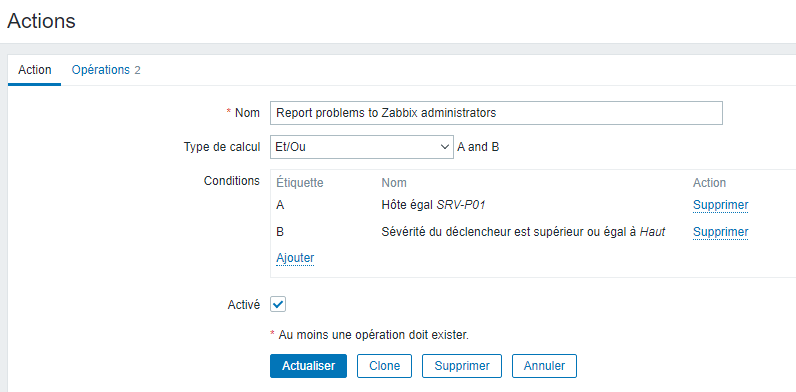 Actions
Action Opérations 2
* Nom Report problems to Zabbix administrators
Type de calcul Et/Ou A and B
Conditions Étiquette Nom Action
A Hôte égal SRV-P01 Supprimer
B Sévérité du déclencheur est supérieur ou égal à Haut Supprimer
Ajouter
Activé
* Au moins une opération doit exister.
Actualiser Clone Supprimer Annuler